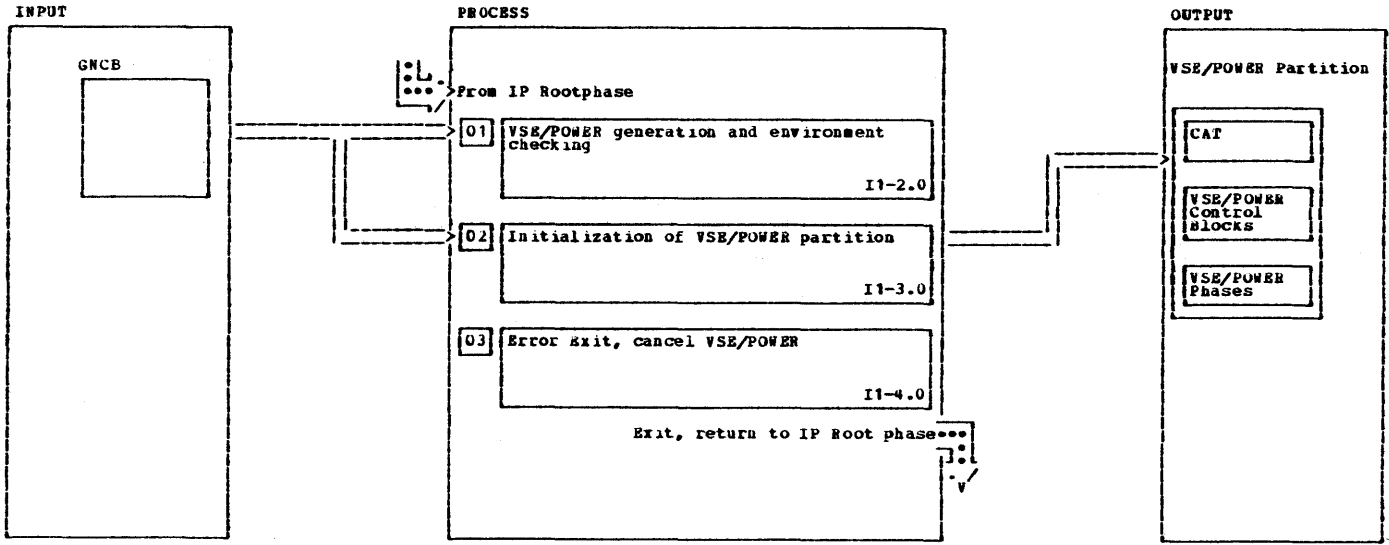 INPUT
GNCB
PROCESS
From IP Rootphase
01
VSE/POWER generation and environment
checking
I1-2.0
02
Initialization of VSE/POWER partition
I1-3.0
03
Error Exit, cancel VSE/POWER
I1-4.0
Exit, return to IP Root phase
OUTPUT
VSE/POWER Partition
CAT
VSE/POWER
Control
Blocks
VSE/POWER
Phases